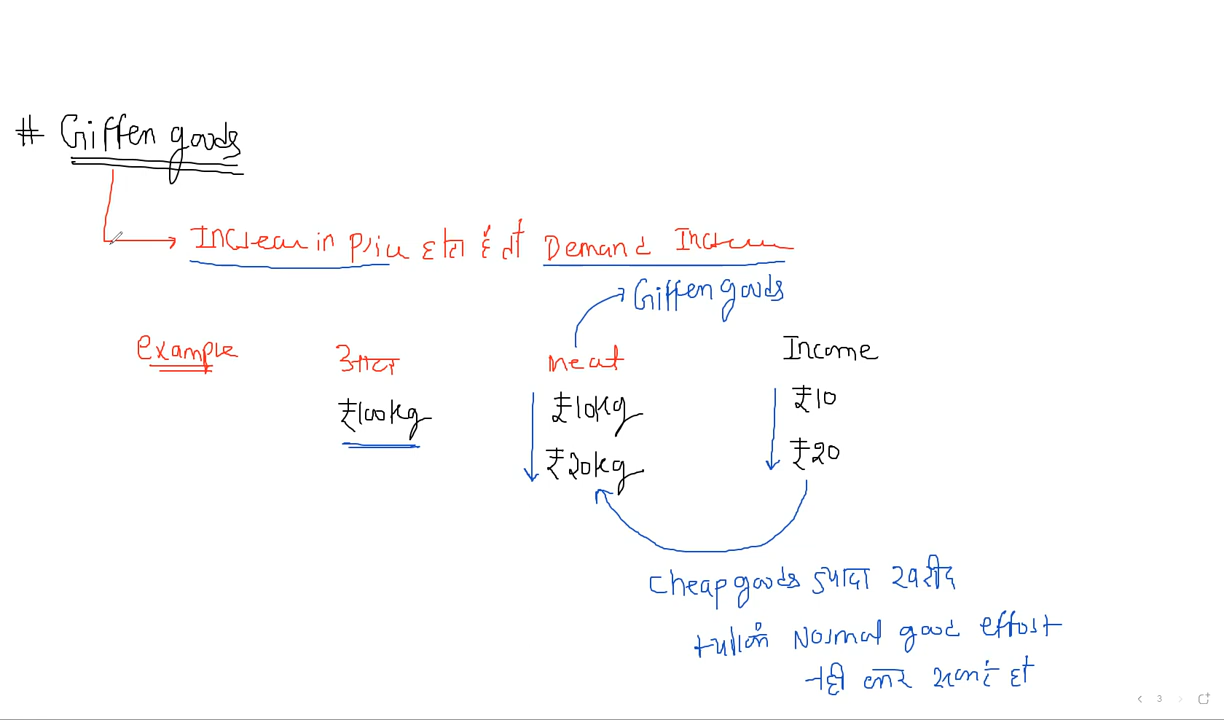 # Giffen goods
Increase in price होता है तो Demand Increase
Giffen goods
example
आटा
meat
Income
₹100kg
₹10kg
₹10
₹20kg
₹20
Cheap goods ज्यादा खरीद
Normal good effort
नही कर सकते हो
3